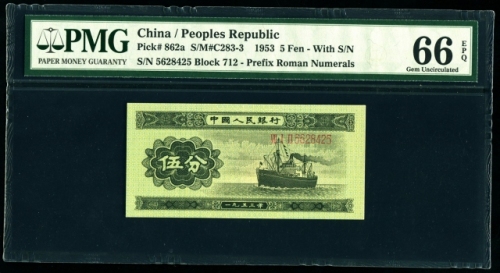 PMG
PAPER MONEY GUARANTY
China / Peoples Republic
Pick# 862a S/M#C283-3 1953 5 Fen - With S/N
S/N 5628425 Block 712 - Prefix Roman Numerals
66 EPQ
Gem Uncirculated
中國人民銀行
VII I II 5628425
伍分
一九五三年